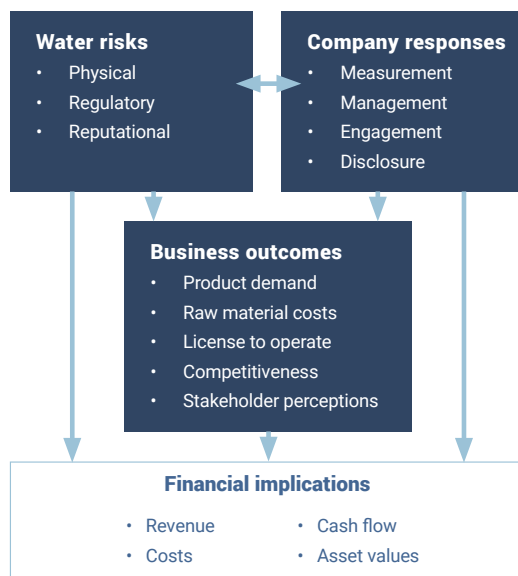 Water risks
• Physical
• Regulatory
• Reputational
Company responses
• Measurement
• Management
• Engagement
• Disclosure
Business outcomes
• Product demand
• Raw material costs
• License to operate
• Competitiveness
• Stakeholder perceptions
Financial implications
• Revenue
• Costs
• Cash flow
• Asset values